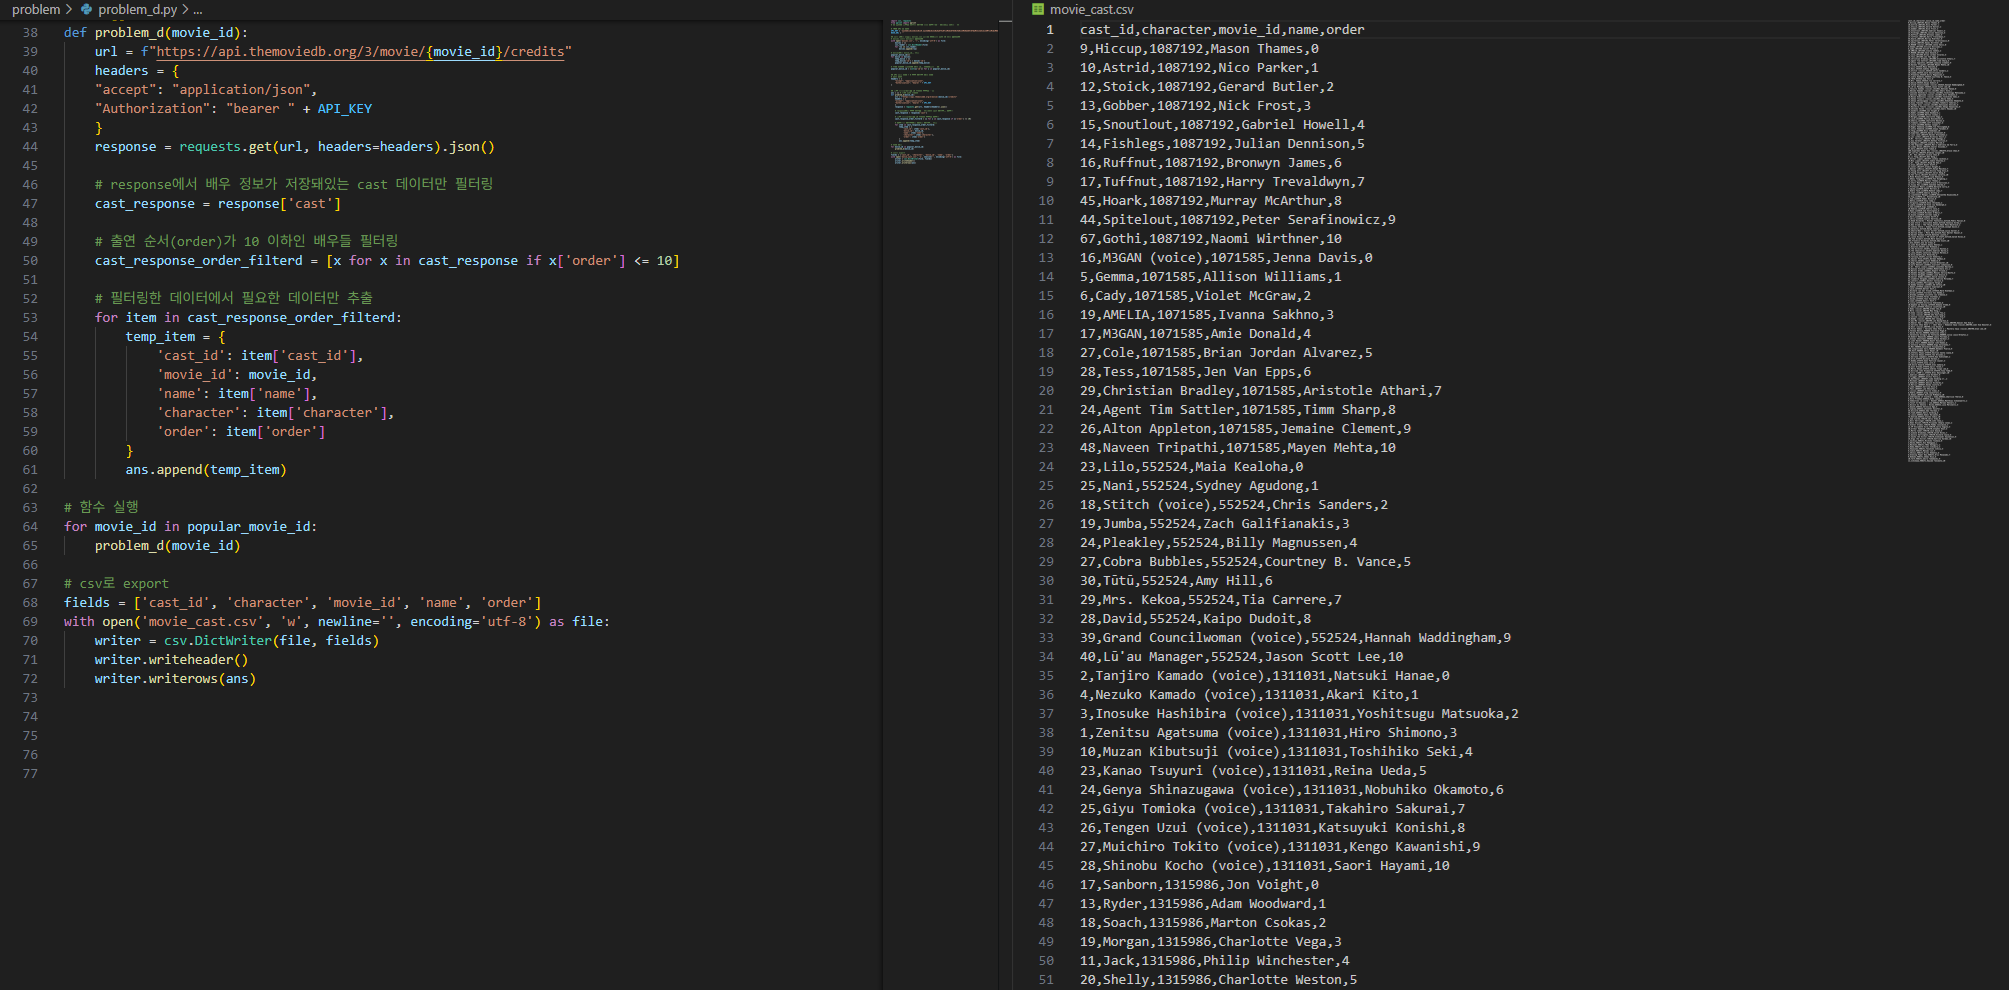 problem > problem_d.py > ...
38 def problem_d(movie_id):
39 url = f"https://api.themoviedb.org/3/movie/{movie_id}/credits"
40 headers = {
41 "accept": "application/json",
42 "Authorization": "bearer " + API_KEY
43 }
44 response = requests.get(url, headers=headers).json()
45
46 # response에서 배우 정보가 저장돼있는 cast 데이터만 필터링
47 cast_response = response['cast']
48
49 # 출연 순서(order)가 10 이하인 배우들 필터링
50 cast_response_order_filterd = [x for x in cast_response if x['order'] <= 10]
51
52 # 필터링한 데이터에서 필요한 데이터만 추출
53 for item in cast_response_order_filterd:
54 temp_item = {
55 'cast_id': item['cast_id'],
56 'movie_id': movie_id,
57 'name': item['name'],
58 'character': item['character'],
59 'order': item['order']
60 }
61 ans.append(temp_item)
62
63 # 함수 실행
64 for movie_id in popular_movie_id:
65 problem_d(movie_id)
66
67 # csv로 export
68 fields = ['cast_id', 'character', 'movie_id', 'name', 'order']
69 with open('movie_cast.csv', 'w', newline='', encoding='utf-8') as file:
70 writer = csv.DictWriter(file, fields)
71 writer.writeheader()
72 writer.writerows(ans)
73
74
75
76
77
movie_cast.csv
1 cast_id,character,movie_id,name,order
2 9,Hiccup,1087192,Mason Thames,0
3 10,Astrid,1087192,Nico Parker,1
4 12,Stoick,1087192,Gerard Butler,2
5 13,Gobber,1087192,Nick Frost,3
6 15,Snoutlout,1087192,Gabriel Howell,4
7 14,Fishlegs,1087192,Julian Dennison,5
8 16,Ruffnut,1087192,Bronwyn James,6
9 17,Tuffnut,1087192,Harry Trevaldwyn,7
10 45,Hoark,1087192,Murray McArthur,8
11 44,Spitelout,1087192,Peter Serafinowicz,9
12 67,Gothi,1087192,Naomi Wirthner,10
13 16,M3GAN (voice),1071585,Jenna Davis,0
14 5,Gemma,1071585,Allison Williams,1
15 6,Cady,1071585,Violet McGraw,2
16 19,AMELIA,1071585,Ivanna Sakhno,3
17 17,M3GAN,1071585,Amie Donald,4
18 27,Cole,1071585,Brian Jordan Alvarez,5
19 28,Tess,1071585,Jen Van Epps,6
20 29,Christian Bradley,1071585,Aristotle Athari,7
21 24,Agent Tim Sattler,1071585,Timm Sharp,8
22 26,Alton Appleton,1071585,Jemaine Clement,9
23 48,Naveen Tripathi,1071585,Mayen Mehta,10
24 23,Lilo,552524,Maia Kealoha,0
25 25,Nani,552524,Sydney Agudong,1
26 18,Stitch (voice),552524,Chris Sanders,2
27 19,Jumba,552524,Zach Galifianakis,3
28 24,Pleakley,552524,Billy Magnussen,4
29 27,Cobra Bubbles,552524,Courtney B. Vance,5
30 30,Tūtū,552524,Amy Hill,6
31 29,Mrs. Kekoa,552524,Tia Carrere,7
32 28,David,552524,Kaipo Dudoit,8
33 39,Grand Councilwoman (voice),552524,Hannah Waddingham,9
34 40,Lūʻau Manager,552524,Jason Scott Lee,10
35 2,Tanjiro Kamado (voice),1311031,Natsuki Hanae,0
36 4,Nezuko Kamado (voice),1311031,Akari Kito,1
37 3,Inosuke Hashibira (voice),1311031,Yoshitsugu Matsuoka,2
38 1,Zenitsu Agatsuma (voice),1311031,Hiro Shimono,3
39 10,Muzan Kibutsuji (voice),1311031,Toshihiko Seki,4
40 23,Kanao Tsuyuri (voice),1311031,Reina Ueda,5
41 24,Genya Shinazugawa (voice),1311031,Nobuhiko Okamoto,6
42 25,Giyu Tomioka (voice),1311031,Takahiro Sakurai,7
43 26,Tengen Uzui (voice),1311031,Katsuyuki Konishi,8
44 27,Muichiro Tokito (voice),1311031,Kengo Kawanishi,9
45 28,Shinobu Kocho (voice),1311031,Saori Hayami,10
46 17,Sanborn,1315986,Jon Voight,0
47 13,Ryder,1315986,Adam Woodward,1
48 18,Soach,1315986,Marton Csokas,2
49 19,Morgan,1315986,Charlotte Vega,3
50 11,Jack,1315986,Philip Winchester,4
51 20,Shelly,1315986,Charlotte Weston,5